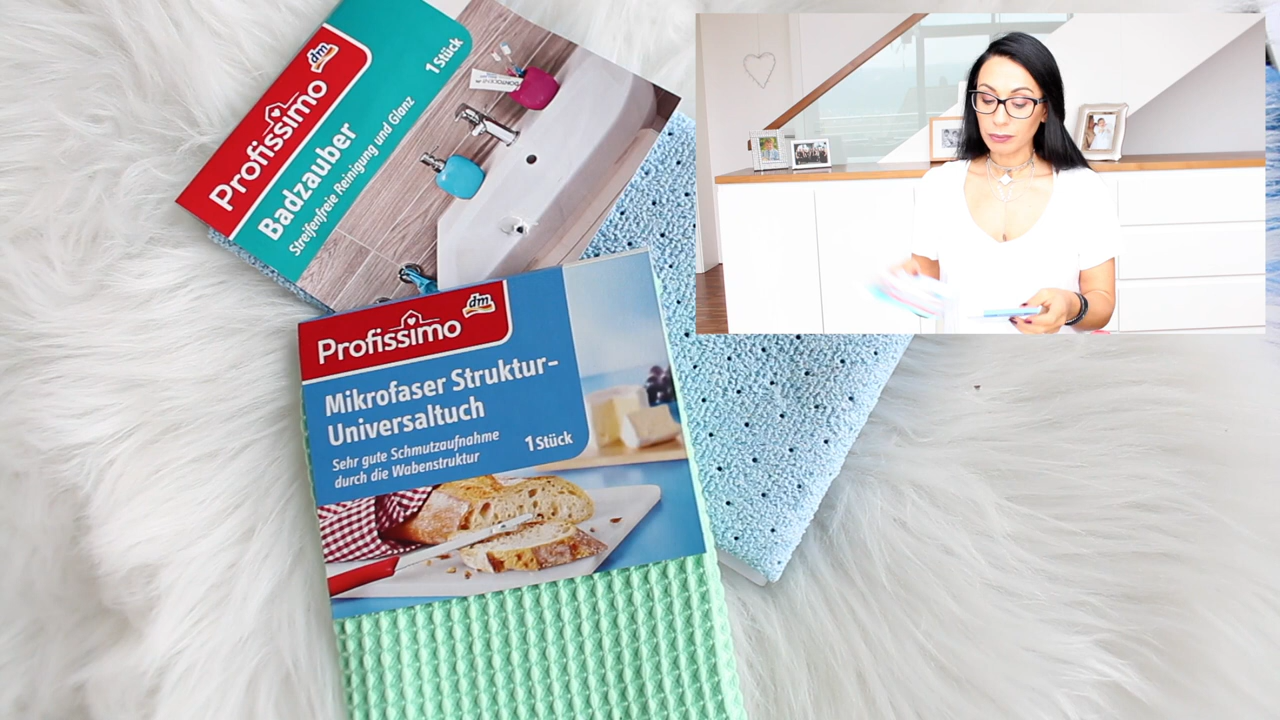 dm
Profissimo
Badzauber
Streifenfreie Reinigung und Glanz
1 Stück
dm
Profissimo
Mikrofaser Struktur-
Universaltuch
Sehr gute Schmutzaufnahme
durch die Wabenstruktur
1 Stück